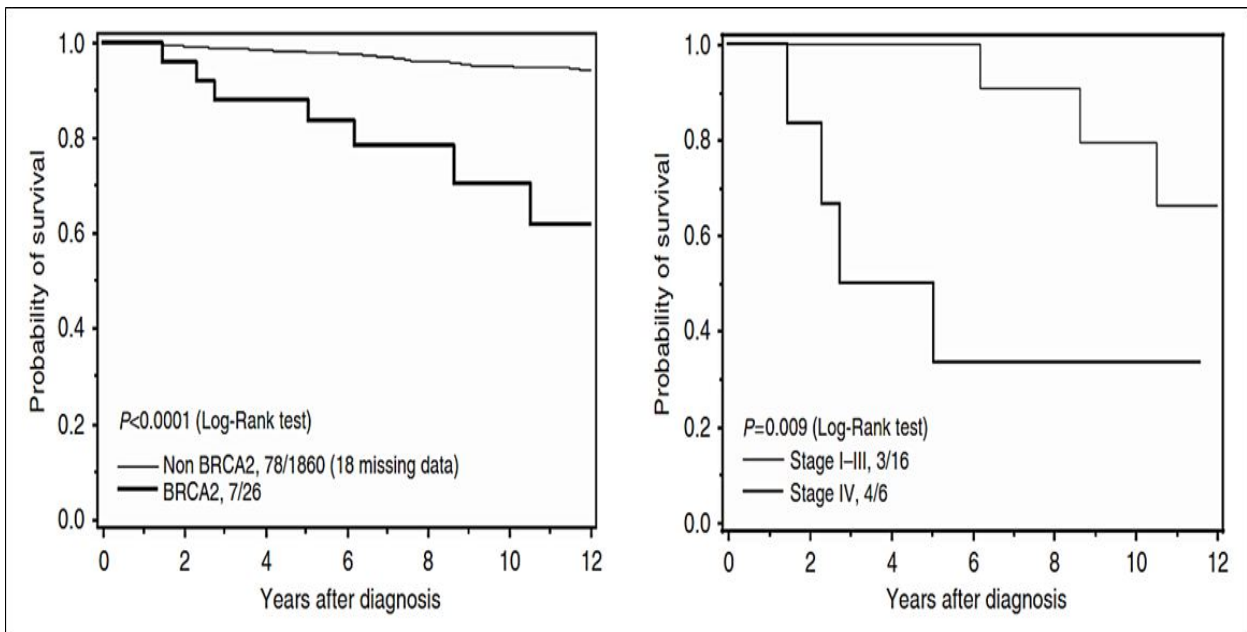 Probability of survival
1.0
0.8
0.6
0.4
0.2
0.0
P<0.0001 (Log-Rank test)
Non BRCA2, 78/1860 (18 missing data)
BRCA2, 7/26
0 2 4 6 8 10 12
Years after diagnosis
Probability of survival
1.0
0.8
0.6
0.4
0.2
0.0
P=0.009 (Log-Rank test)
Stage I–III, 3/16
Stage IV, 4/6
0 2 4 6 8 10 12
Years after diagnosis